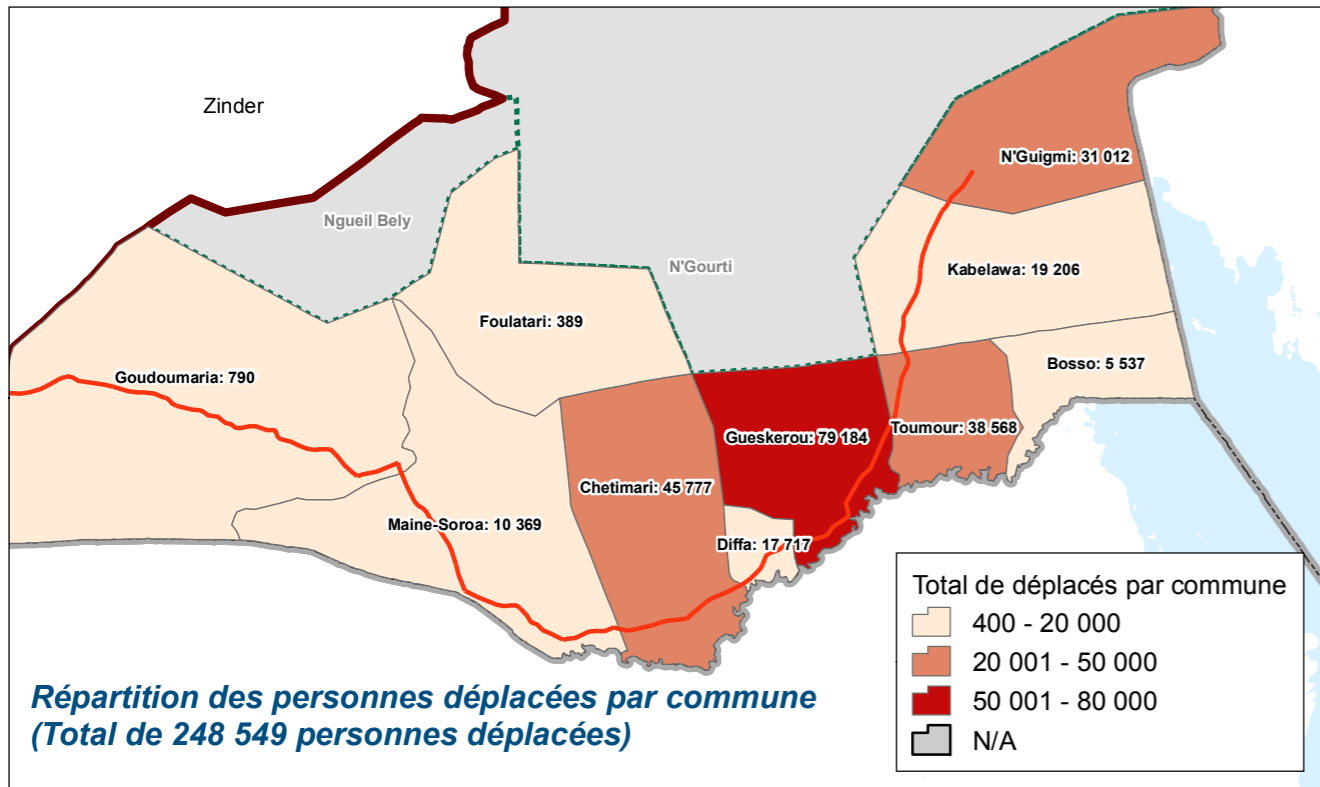 Zinder
N'Guigmi: 31 012
Ngueil Bely
N'Gourti
Kabelawa: 19 206
Foulatari: 389
Bosso: 5 537
Goudoumaria: 790
Gueskerou: 79 184
Toumour: 38 568
Chetimari: 45 777
Maine-Soroa: 10 369
Diffa: 17 717
Total de déplacés par commune
400 - 20 000
20 001 - 50 000
50 001 - 80 000
N/A
Répartition des personnes déplacées par commune
(Total de 248 549 personnes déplacées)